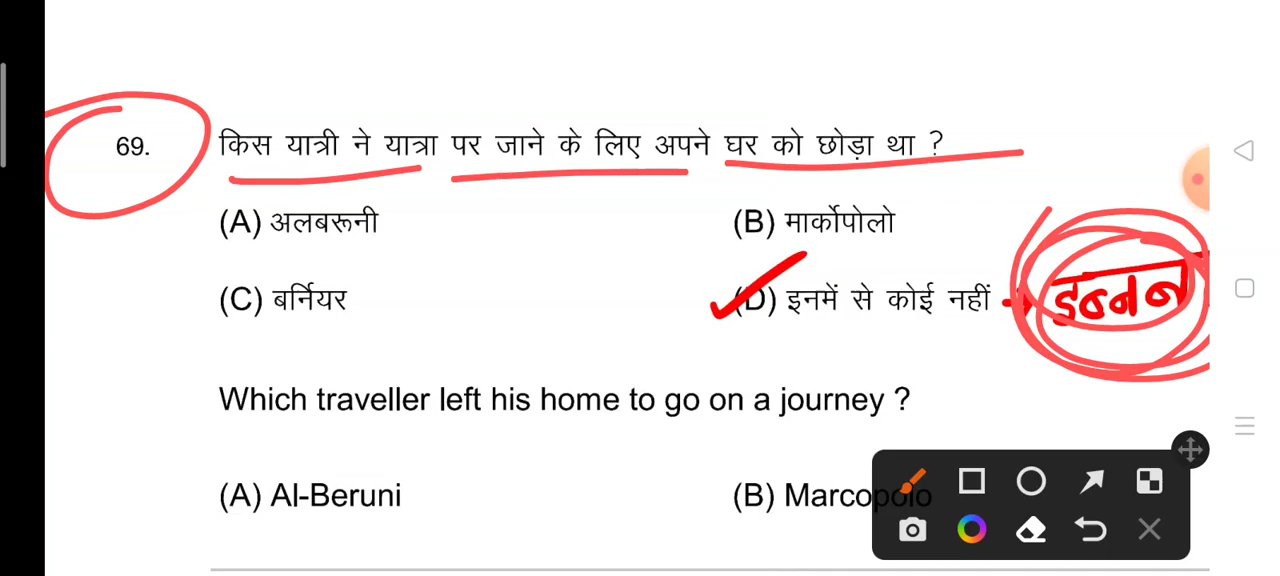 69. किस यात्री ने यात्रा पर जाने के लिए अपने घर को छोड़ा था ?
(A) अलबरूनी (B) मार्कोपोलो
(C) बर्नियर (D) इनमें से कोई नहीं → इब्नब
Which traveller left his home to go on a journey ?
(A) Al-Beruni (B) Marcopolo